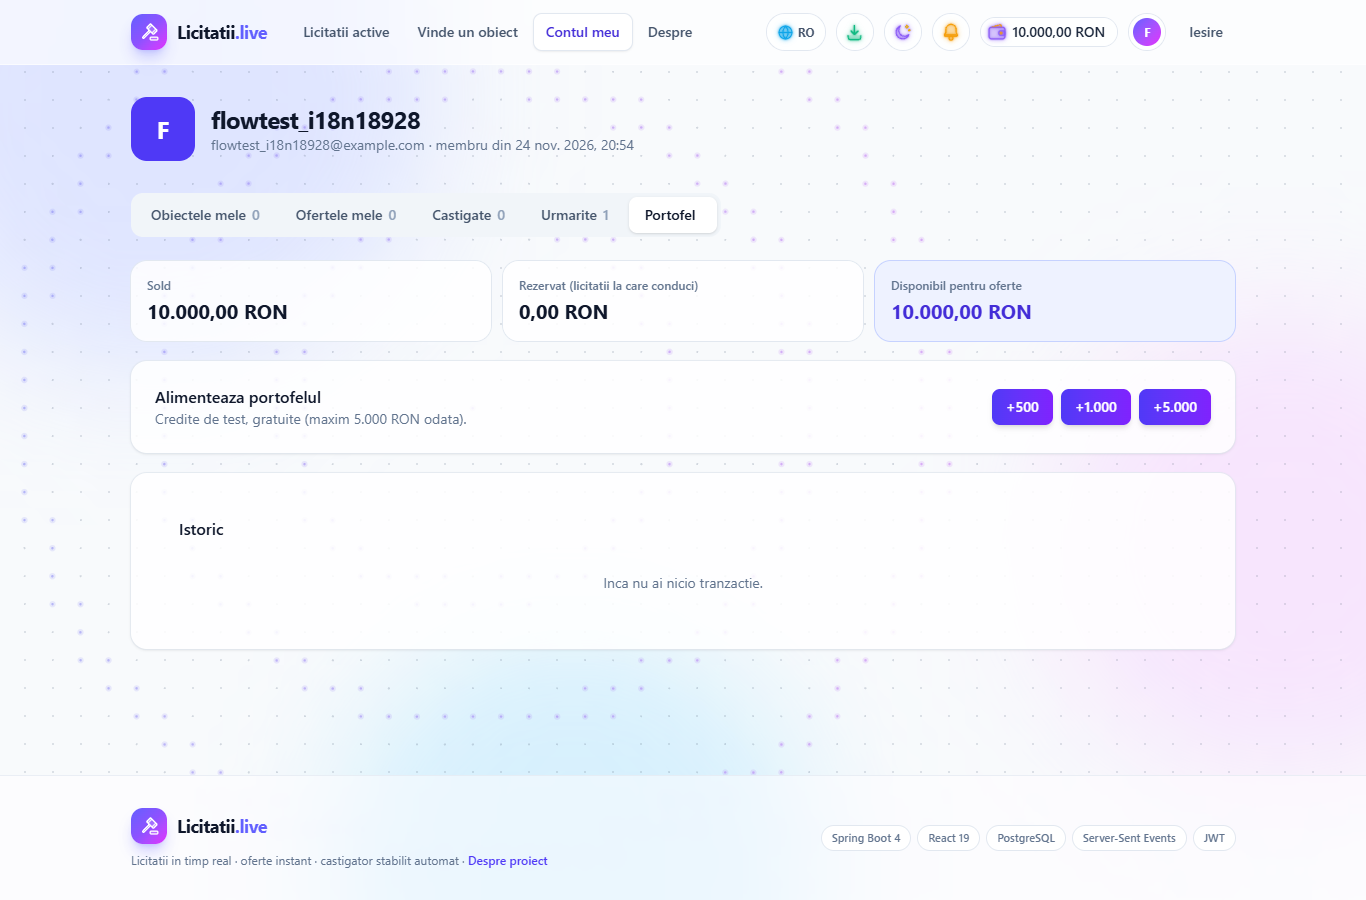 Licitatii.live
Licitatii active
Vinde un obiect
Contul meu
Despre
RO
10.000,00 RON
F
Iesire
F
flowtest_i18n18928
flowtest_i18n18928@example.com · membru din 24 nov. 2026, 20:54
Obiectele mele 0
Ofertele mele 0
Castigate 0
Urmarite 1
Portofel
Sold
10.000,00 RON
Rezervat (licitatii la care conduci)
0,00 RON
Disponibil pentru oferte
10.000,00 RON
Alimenteaza portofelul
Credite de test, gratuite (maxim 5.000 RON odata).
+500
+1.000
+5.000
Istoric
Inca nu ai nicio tranzactie.
Licitatii.live
Licitatii in timp real · oferte instant · castigator stabilit automat · Despre proiect
Spring Boot 4
React 19
PostgreSQL
Server-Sent Events
JWT